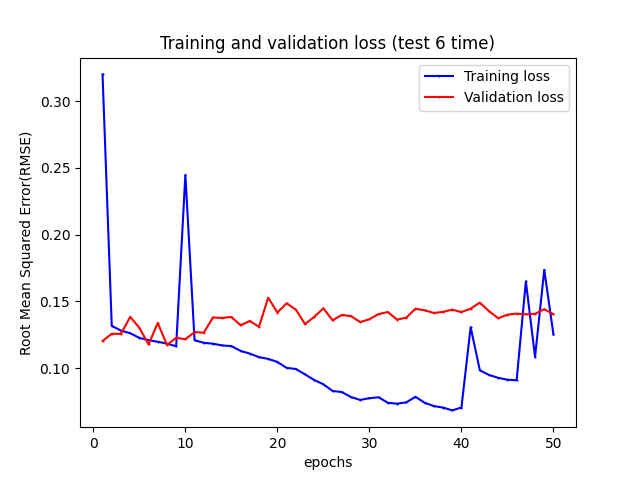 Training and validation loss (test 6 time)
Training loss
Validation loss
Root Mean Squared Error(RMSE)
0.30
0.25
0.20
0.15
0.10
0 10 20 30 40 50
epochs